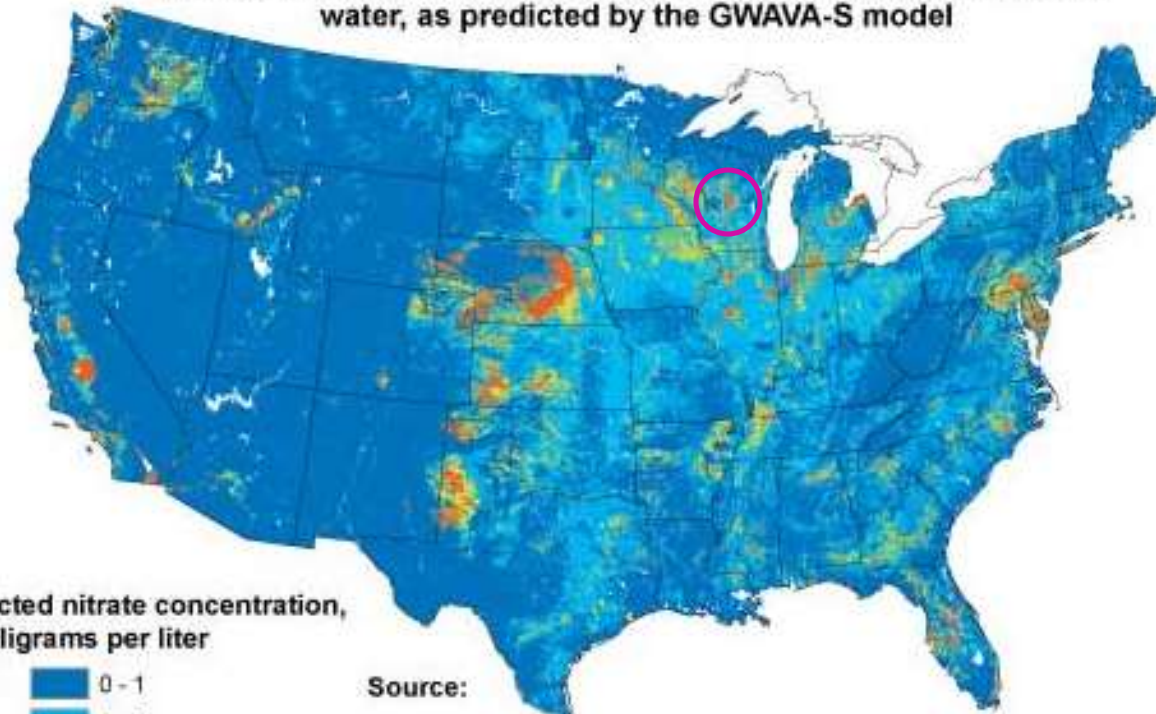 water, as predicted by the GWAVA-S model
cted nitrate concentration,
ligrams per liter
0 - 1
Source: